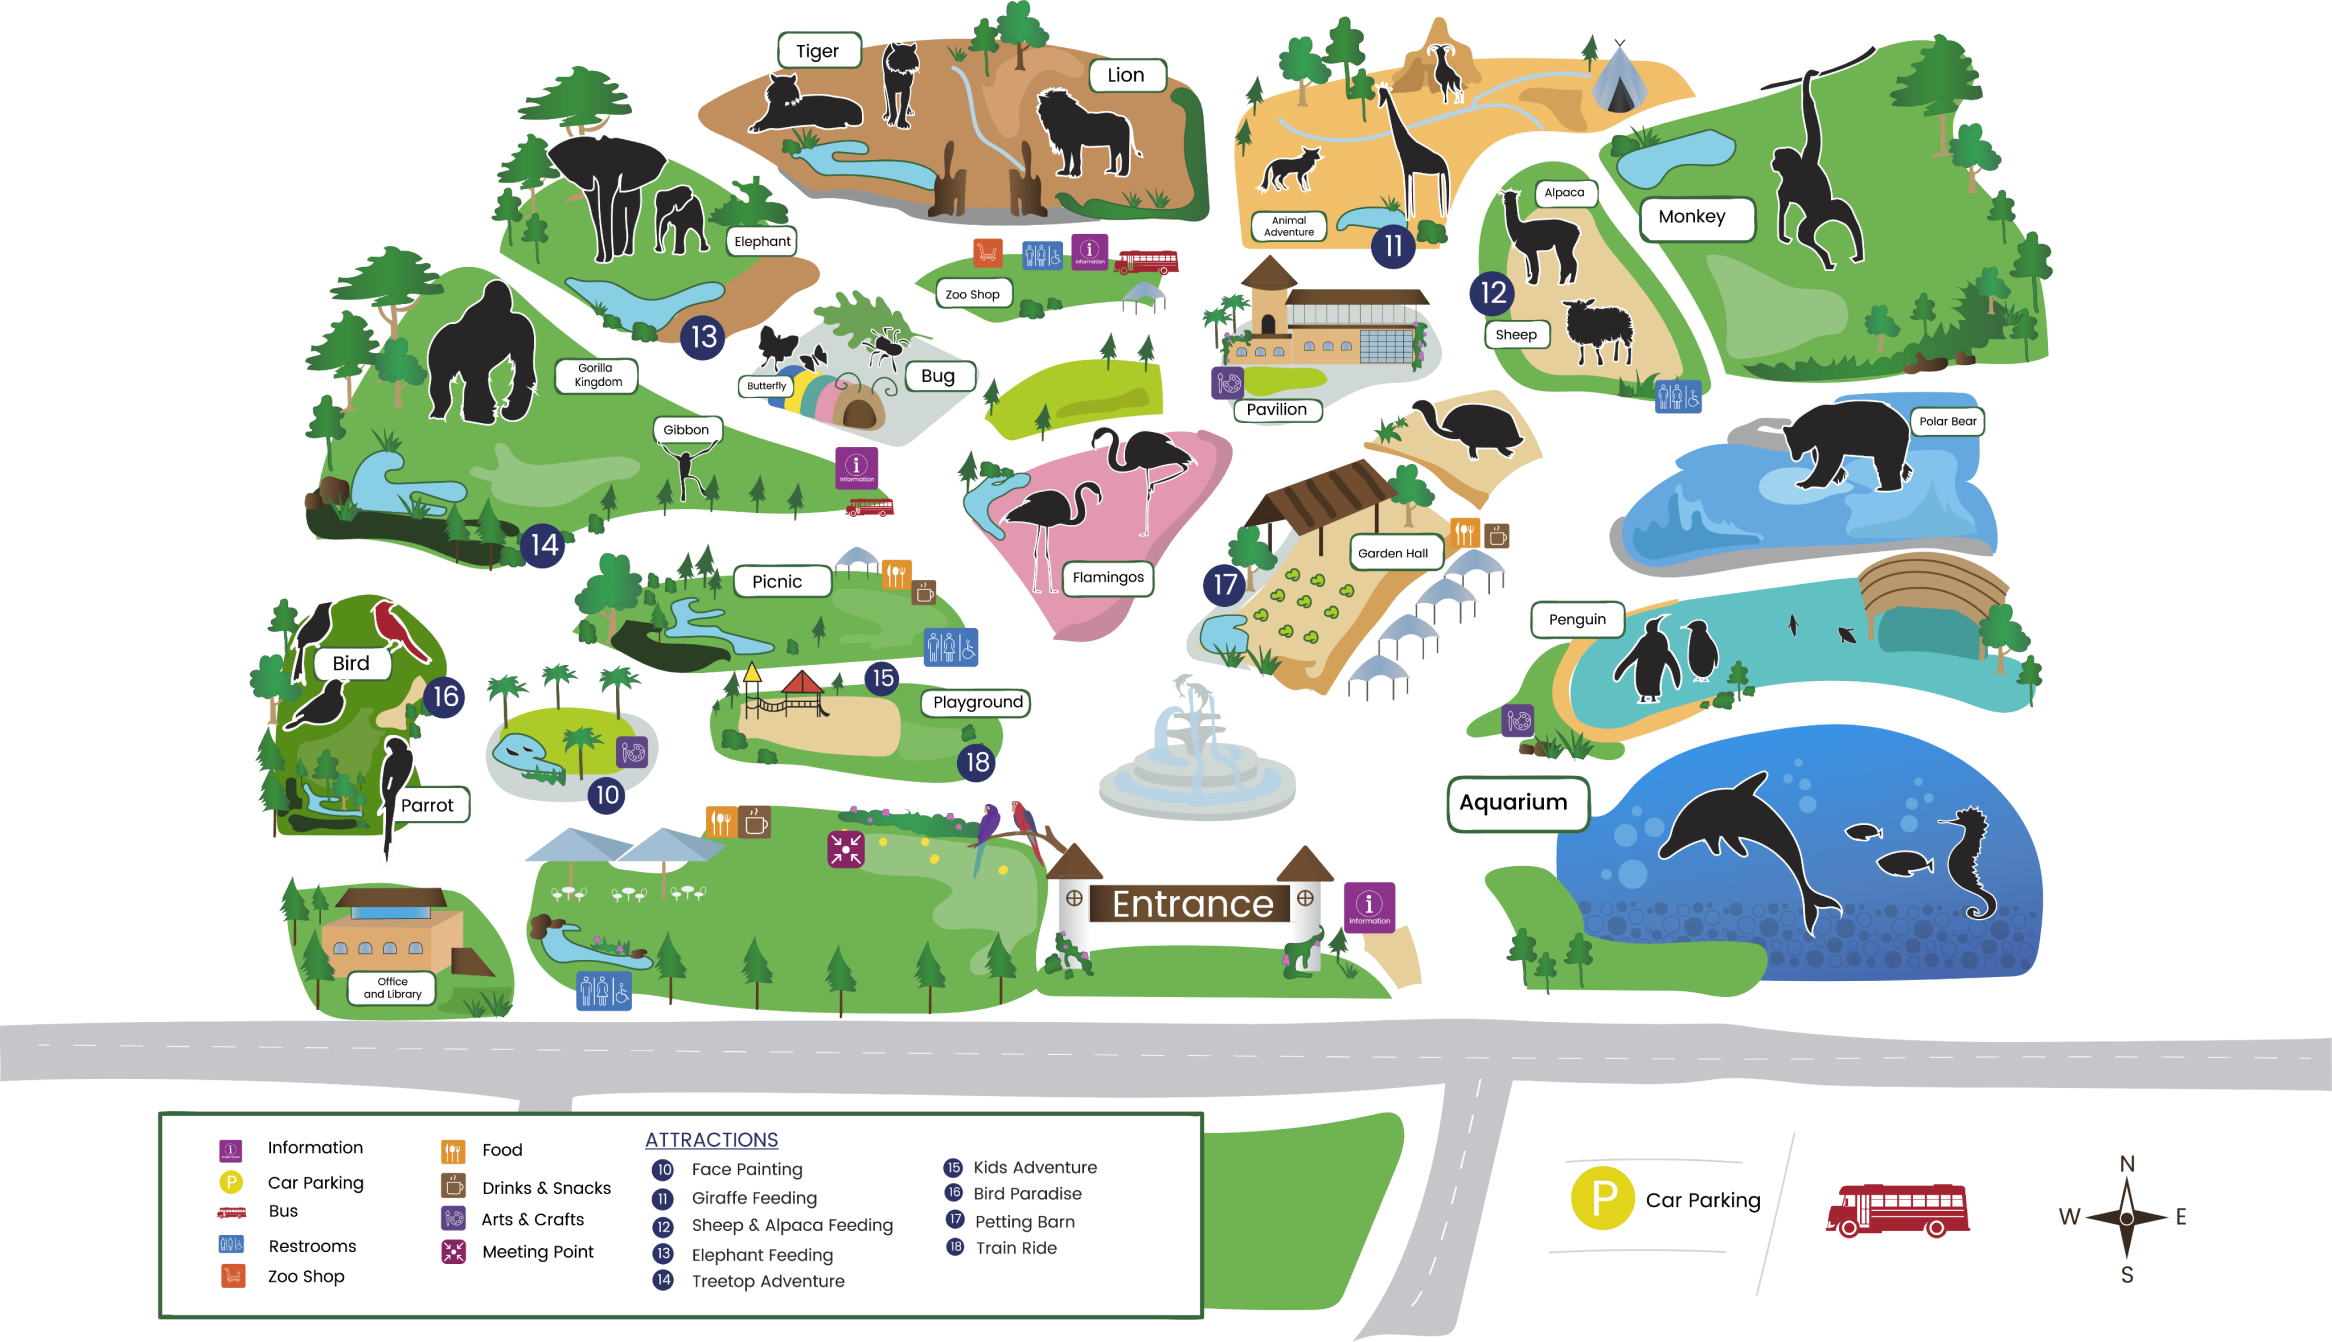 Tiger
Lion
Elephant
Animal
Adventure
11
Alpaca
Monkey
12
Sheep
information
Zoo Shop
13
Gorilla
Kingdom
Butterfly
Bug
Pavilion
Gibbon
information
Polar Bear
14
Picnic
Flamingos
Garden Hall
17
Penguin
Bird
16
15
Playground
18
10
Parrot
Aquarium
Entrance
information
Office
and Library
Information
P Car Parking
Bus
Restrooms
Zoo Shop
Food
Drinks & Snacks
Arts & Crafts
Meeting Point
ATTRACTIONS
10 Face Painting
11 Giraffe Feeding
12 Sheep & Alpaca Feeding
13 Elephant Feeding
14 Treetop Adventure
15 Kids Adventure
16 Bird Paradise
17 Petting Barn
18 Train Ride
P Car Parking
N
W E
S